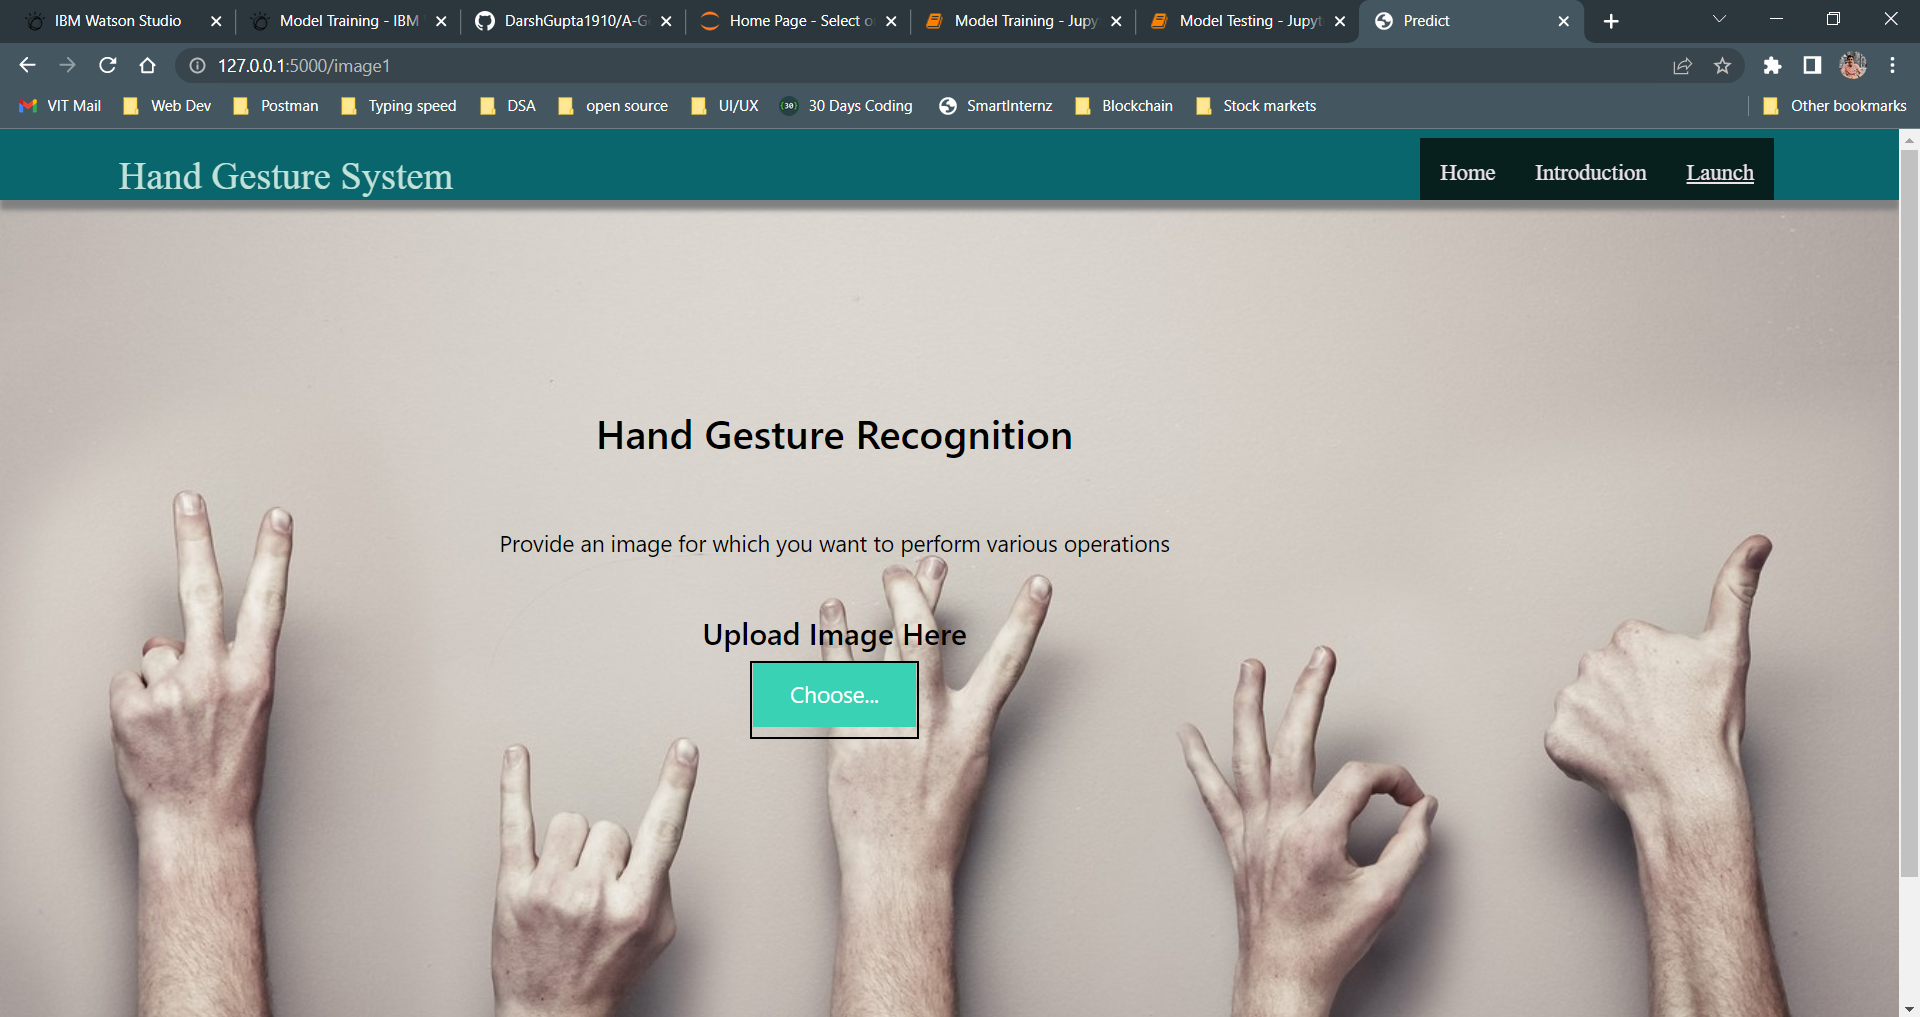 IBM Watson Studio
Model Training - IBM
DarshGupta1910/A-G
Home Page - Select o
Model Training - Jupy
Model Testing - Jupyt
Predict
127.0.0.1:5000/image1
VIT Mail
Web Dev
Postman
Typing speed
DSA
open source
UI/UX
30 Days Coding
SmartInternz
Blockchain
Stock markets
Other bookmarks
Hand Gesture System
Home
Introduction
Launch
Hand Gesture Recognition
Provide an image for which you want to perform various operations
Upload Image Here
Choose...